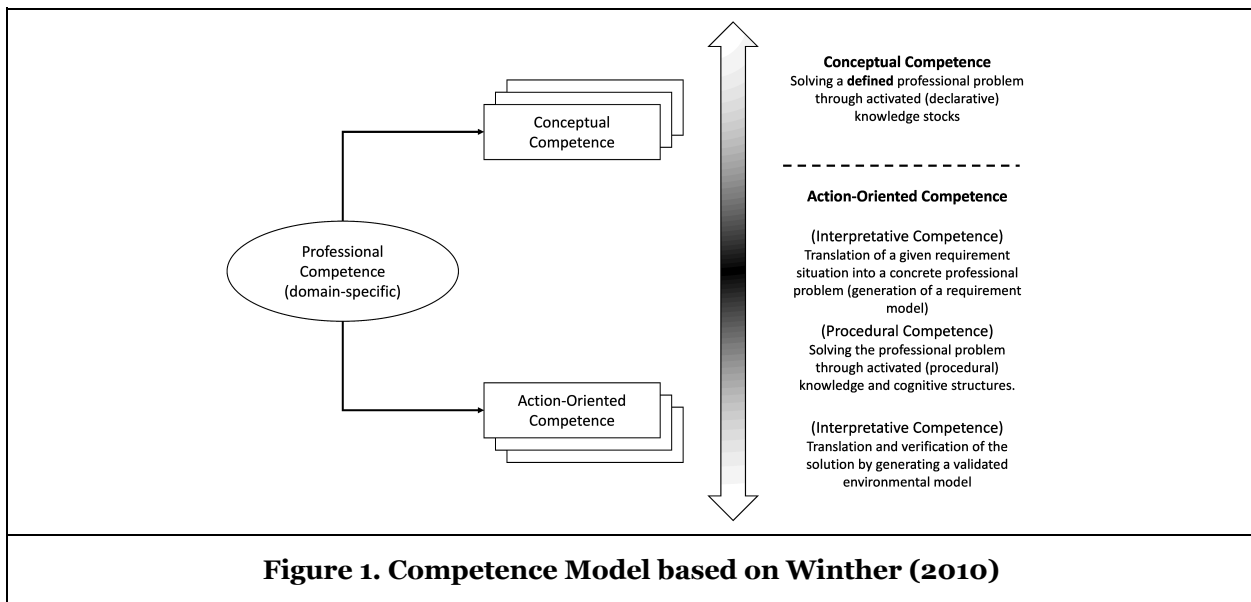 Conceptual
Competence
Professional
Competence
(domain-specific)
Action-Oriented
Competence
Conceptual Competence
Solving a defined professional problem
through activated (declarative)
knowledge stocks
Action-Oriented Competence
(Interpretative Competence)
Translation of a given requirement
situation into a concrete professional
problem (generation of a requirement
model)
(Procedural Competence)
Solving the professional problem
through activated (procedural)
knowledge and cognitive structures.
(Interpretative Competence)
Translation and verification of the
solution by generating a validated
environmental model
Figure 1. Competence Model based on Winther (2010)